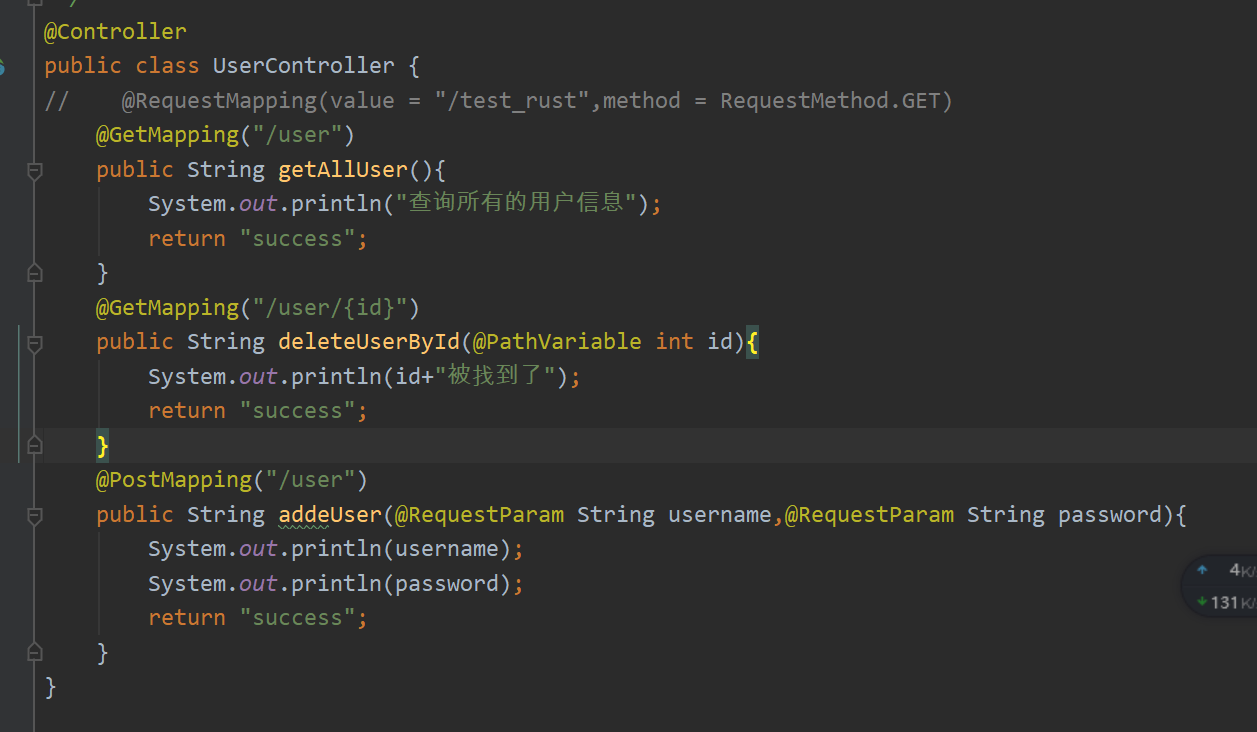 */
@Controller
public class UserController {
//    @RequestMapping(value = "/test_rust",method = RequestMethod.GET)
    @GetMapping("/user")
    public String getAllUser(){
        System.out.println("查询所有的用户信息");
        return "success";
    }
    @GetMapping("/user/{id}")
    public String deleteUserById(@PathVariable int id){
        System.out.println(id+"被找到了");
        return "success";
    }
    @PostMapping("/user")
    public String addeUser(@RequestParam String username,@RequestParam String password){
        System.out.println(username);
        System.out.println(password);
        return "success";
    }
}
↑ 4K/
↓ 131K/